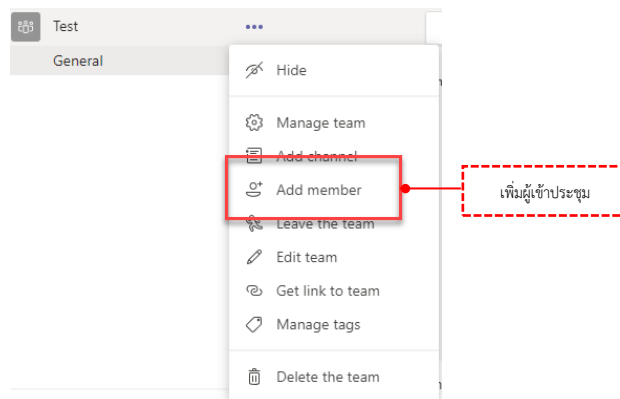 Test
General
Hide
Manage team
Add channel
Add member
เพิ่มผู้เข้าประชุม
Leave the team
Edit team
Get link to team
Manage tags
Delete the team